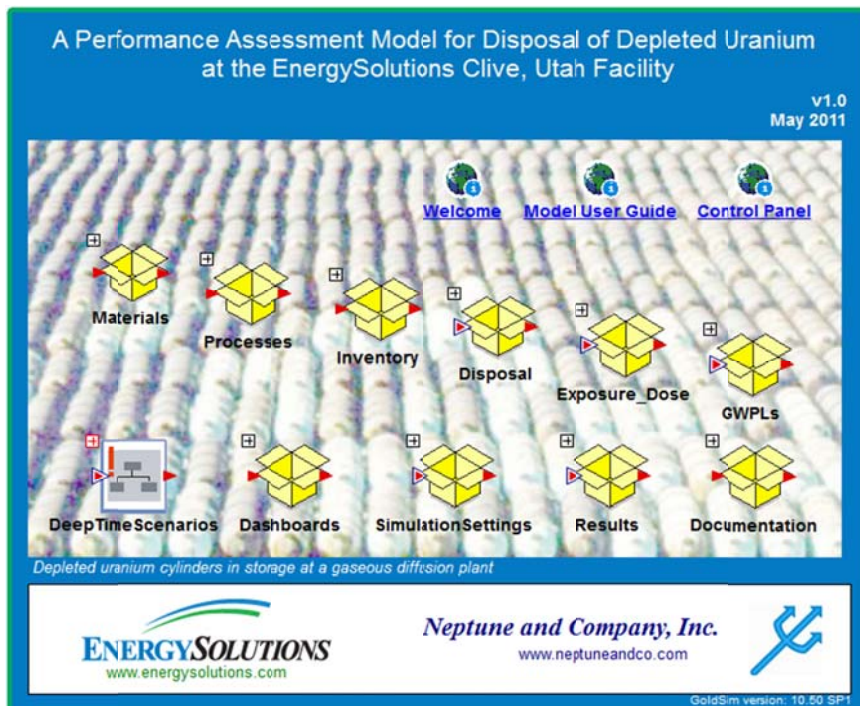 A Performance Assessment Model for Disposal of Depleted Uranium
at the EnergySolutions Clive, Utah Facility
v1.0
May 2011
Welcome
Model User Guide
Control Panel
Materials
Processes
Inventory
Disposal
Exposure_Dose
GWPLs
DeepTimeScenarios
Dashboards
SimulationSettings
Results
Documentation
Depleted uranium cylinders in storage at a gaseous diffusion plant
ENERGYSOLUTIONS
www.energysolutions.com
Neptune and Company, Inc.
www.neptuneandco.com
GoldSim version: 10.50 SP1